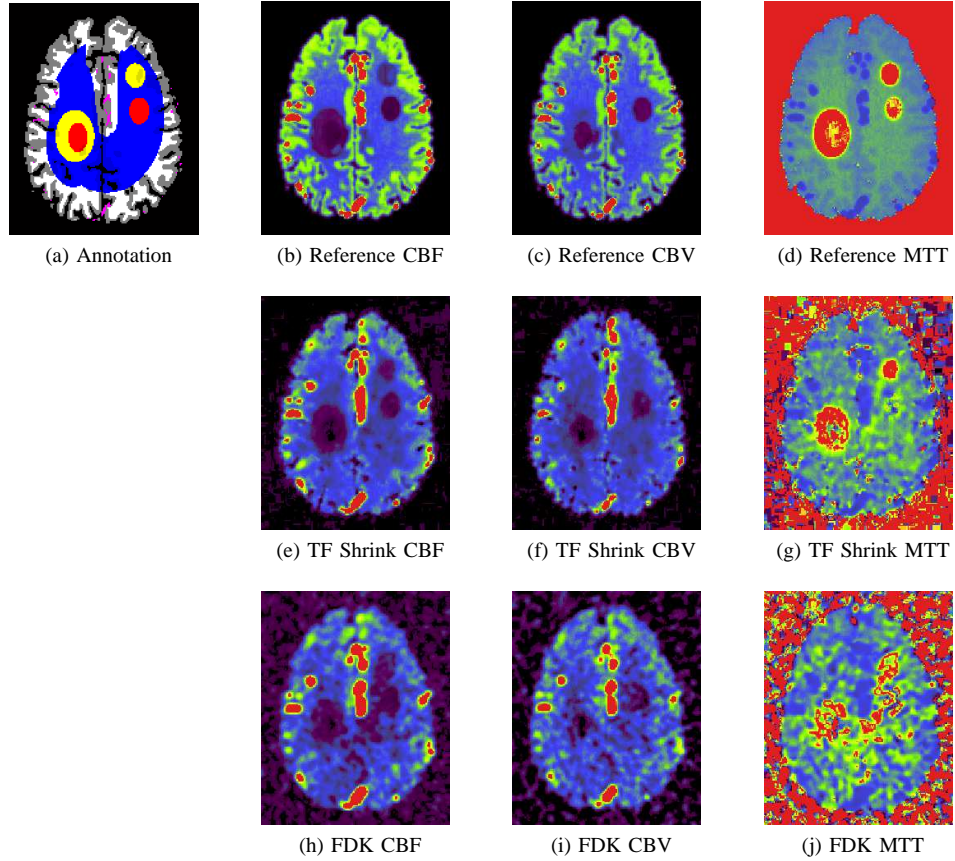 (a) Annotation
(b) Reference CBF
(c) Reference CBV
(d) Reference MTT
(e) TF Shrink CBF
(f) TF Shrink CBV
(g) TF Shrink MTT
(h) FDK CBF
(i) FDK CBV
(j) FDK MTT